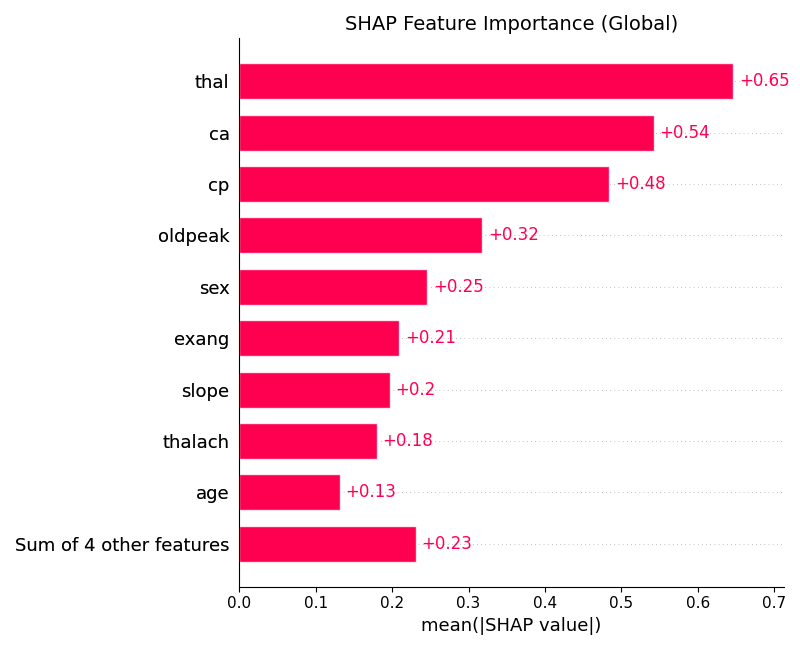 SHAP Feature Importance (Global)
thal +0.65
ca +0.54
cp +0.48
oldpeak +0.32
sex +0.25
exang +0.21
slope +0.2
thalach +0.18
age +0.13
Sum of 4 other features +0.23
0.0 0.1 0.2 0.3 0.4 0.5 0.6 0.7
mean(|SHAP value|)